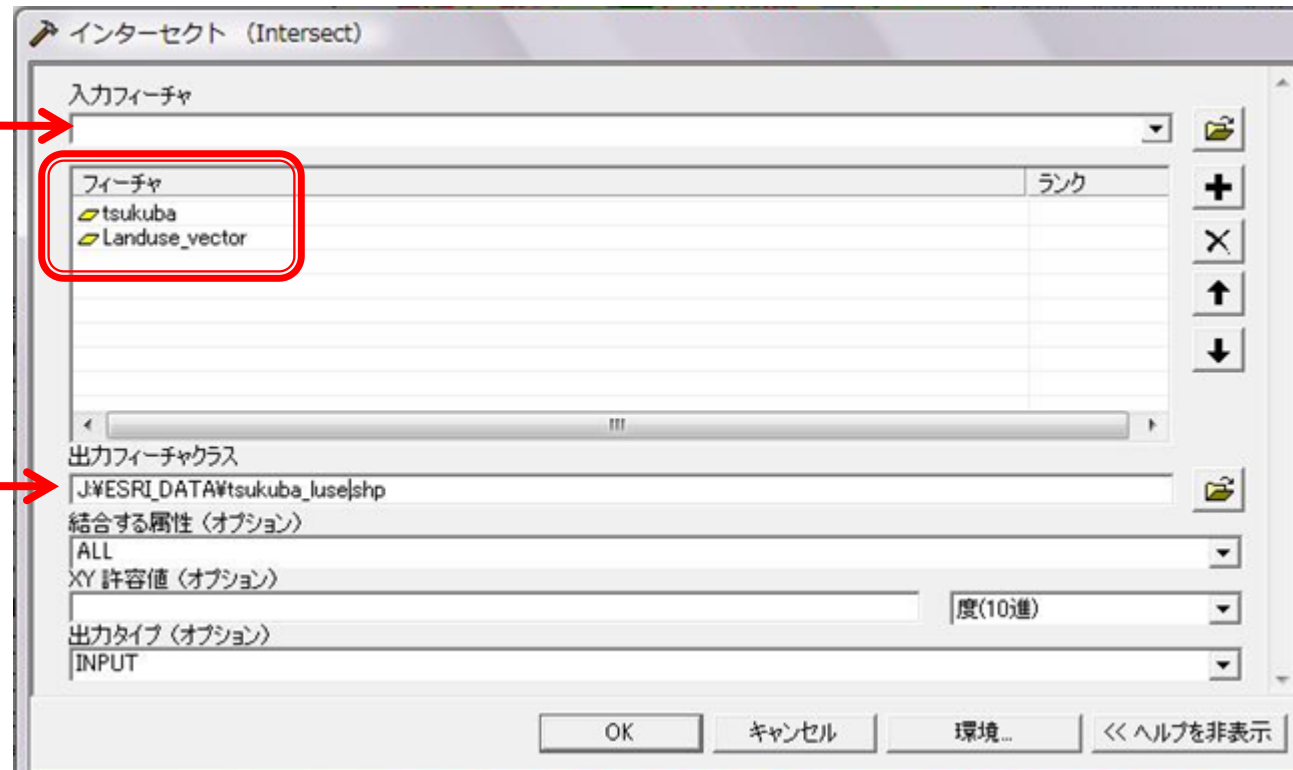 インターセクト (Intersect)
入力フィーチャ
フィーチャ ランク
tsukuba
Landuse_vector
出力フィーチャクラス
J:¥ESRI_DATA¥tsukuba_luse|shp
結合する属性 (オプション)
ALL
XY 許容値 (オプション)
度(10進)
出力タイプ (オプション)
INPUT
OK キャンセル 環境... << ヘルプを非表示